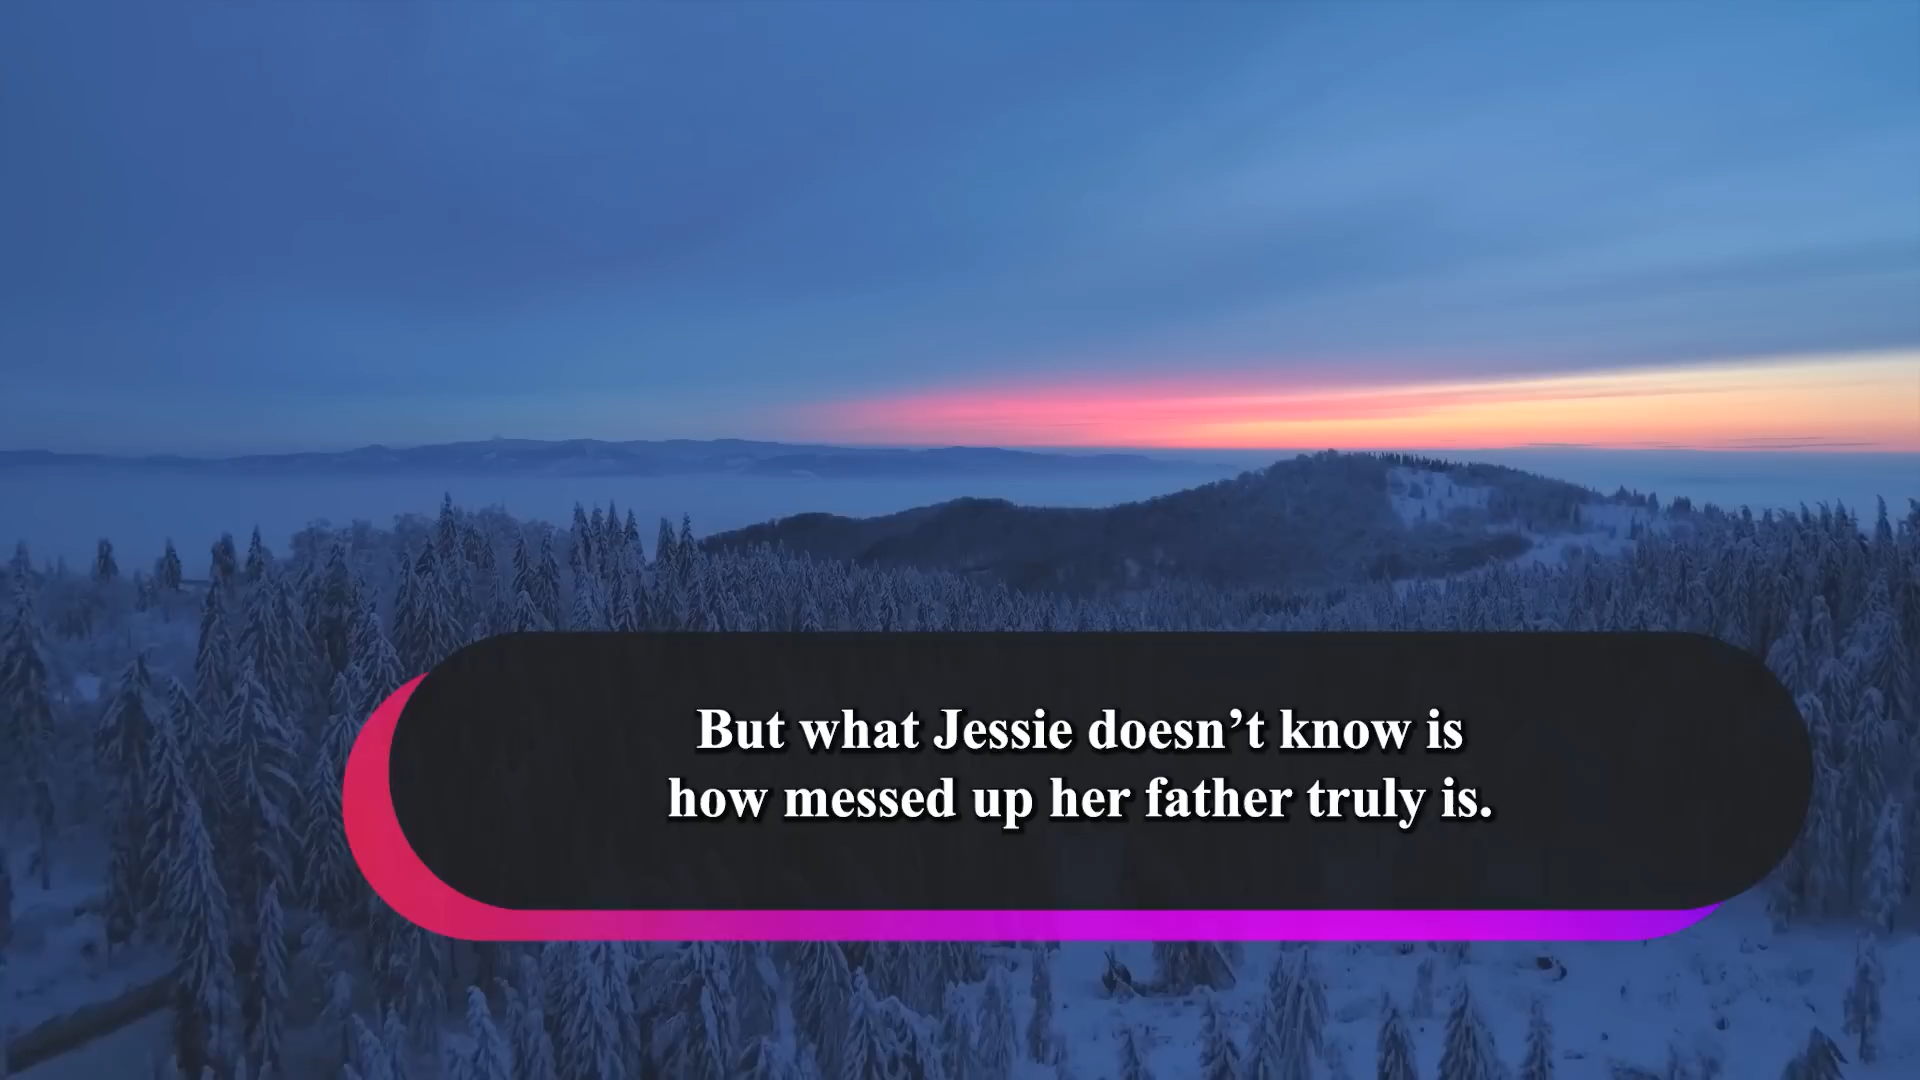 But what Jessie doesn’t know is
how messed up her father truly is.